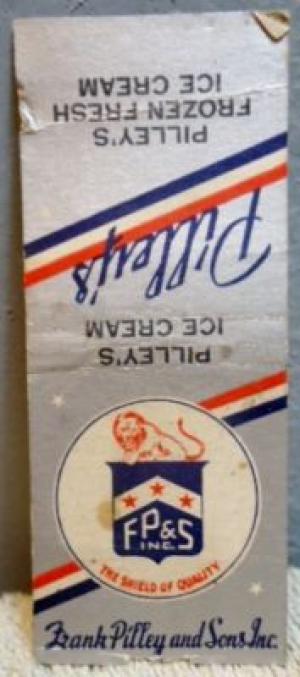 PILLEY'S
FROZEN FRESH
ICE CREAM
Pilley's
PILLEY'S
ICE CREAM
F P & S
INC.
THE SHIELD OF QUALITY
Frank Pilley and Sons Inc.